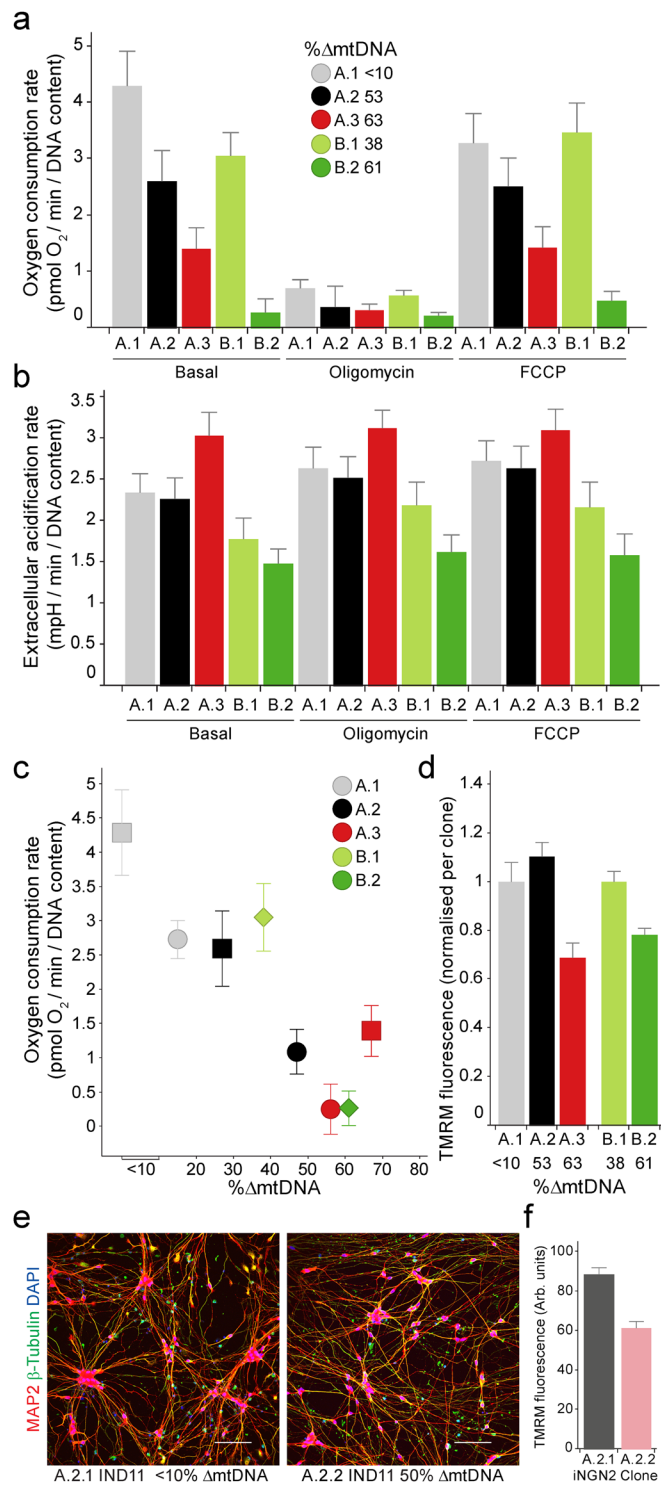 a
%ΔmtDNA
A.1 <10
A.2 53
A.3 63
B.1 38
B.2 61
Oxygen consumption rate
(pmol O₂ / min / DNA content)
5
4
3
2
1
0
A.1 A.2 A.3 B.1 B.2 A.1 A.2 A.3 B.1 B.2 A.1 A.2 A.3 B.1 B.2
Basal Oligomycin FCCP
b
Extracellular acidification rate
(mpH / min / DNA content)
3.5
3
2.5
2
1.5
1
0.5
0
A.1 A.2 A.3 B.1 B.2 A.1 A.2 A.3 B.1 B.2 A.1 A.2 A.3 B.1 B.2
Basal Oligomycin FCCP
c
Oxygen consumption rate
(pmol O₂ / min / DNA content)
5
4.5
4
3.5
3
2.5
2
1.5
1
0.5
0
A.1
A.2
A.3
B.1
B.2
<10 20 30 40 50 60 70 80
%ΔmtDNA
d
TMRM fluorescence (normalised per clone)
1.4
1.2
1
0.8
0.6
0.4
0.2
0
A.1 A.2 A.3 B.1 B.2
<10 53 63 38 61
%ΔmtDNA
e
MAP2 β-Tubulin DAPI
A.2.1 IND11 <10% ΔmtDNA
A.2.2 IND11 50% ΔmtDNA
f
TMRM fluorescence (Arb. units)
100
80
60
40
20
0
A.2.1 A.2.2
iNGN2 Clone